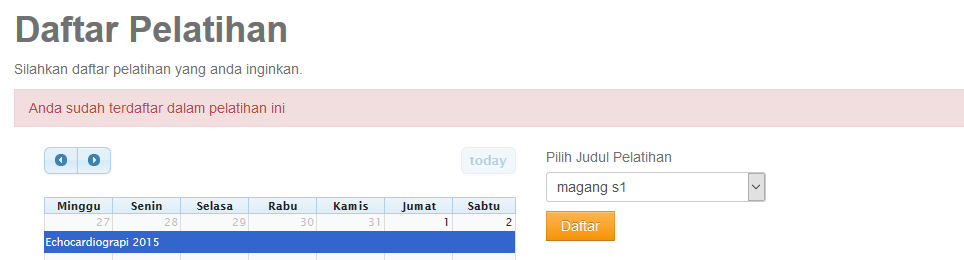 Daftar Pelatihan
Silahkan daftar pelatihan yang anda inginkan.
Anda sudah terdaftar dalam pelatihan ini
today
Pilih Judul Pelatihan
magang s1
Daftar
Minggu Senin Selasa Rabu Kamis Jumat Sabtu
27 28 29 30 31 1 2
Echocardiograpi 2015